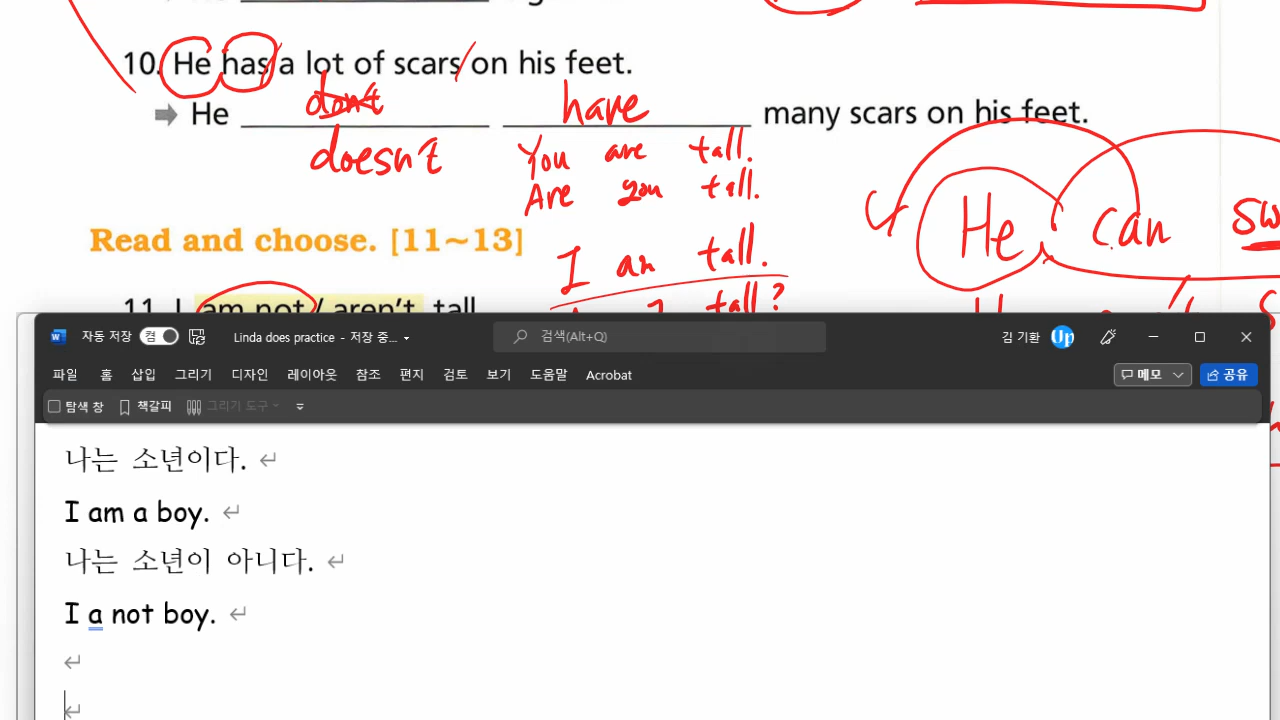 10. He has a lot of scars on his feet.
He don't have many scars on his feet.
doesn't
You are tall.
Are you tall.
He can
Read and choose. [11~13]
I am tall.
tall?
11. I am not / aren't tall
자동 저장 켬 Linda does practice - 저장 중... 검색(Alt+Q) 김 기환 Up
파일 홈 삽입 그리기 디자인 레이아웃 참조 편지 검토 보기 도움말 Acrobat 메모 공유
탐색 창 책갈피 그리기 도구
나는 소년이다.
I am a boy.
나는 소년이 아니다.
I a not boy.